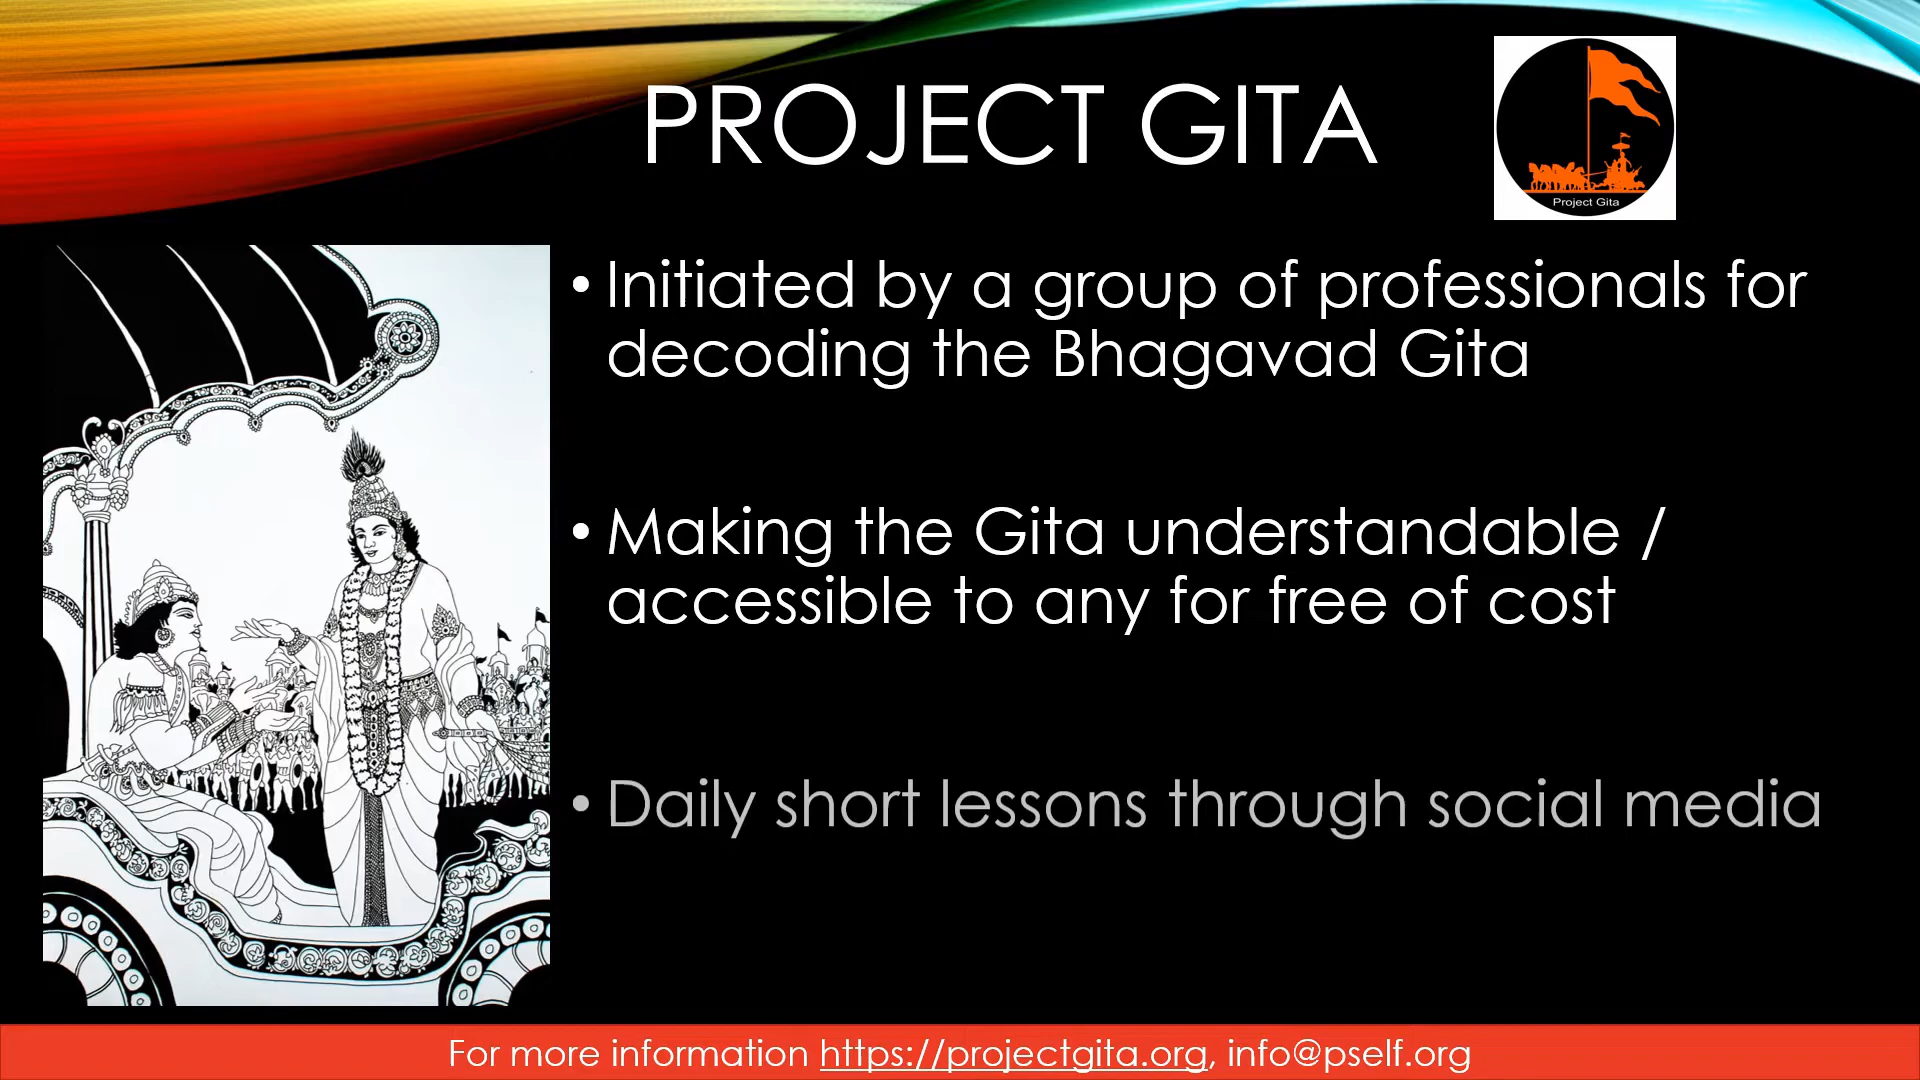 PROJECT GITA
Project Gita
• Initiated by a group of professionals for
decoding the Bhagavad Gita
• Making the Gita understandable /
accessible to any for free of cost
• Daily short lessons through social media
For more information https://projectgita.org, info@pself.org